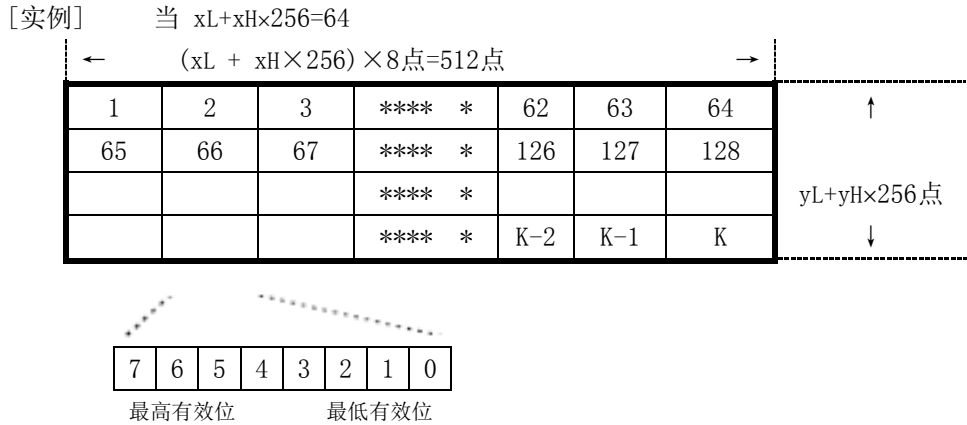 [实例] 当 xL+xH×256=64
← (xL + xH×256)×8点=512点 →
1 2 3 **** * 62 63 64 ↑
65 66 67 **** * 126 127 128
**** * yL+yH×256点
**** * K-2 K-1 K ↓
7 6 5 4 3 2 1 0
最高有效位 最低有效位